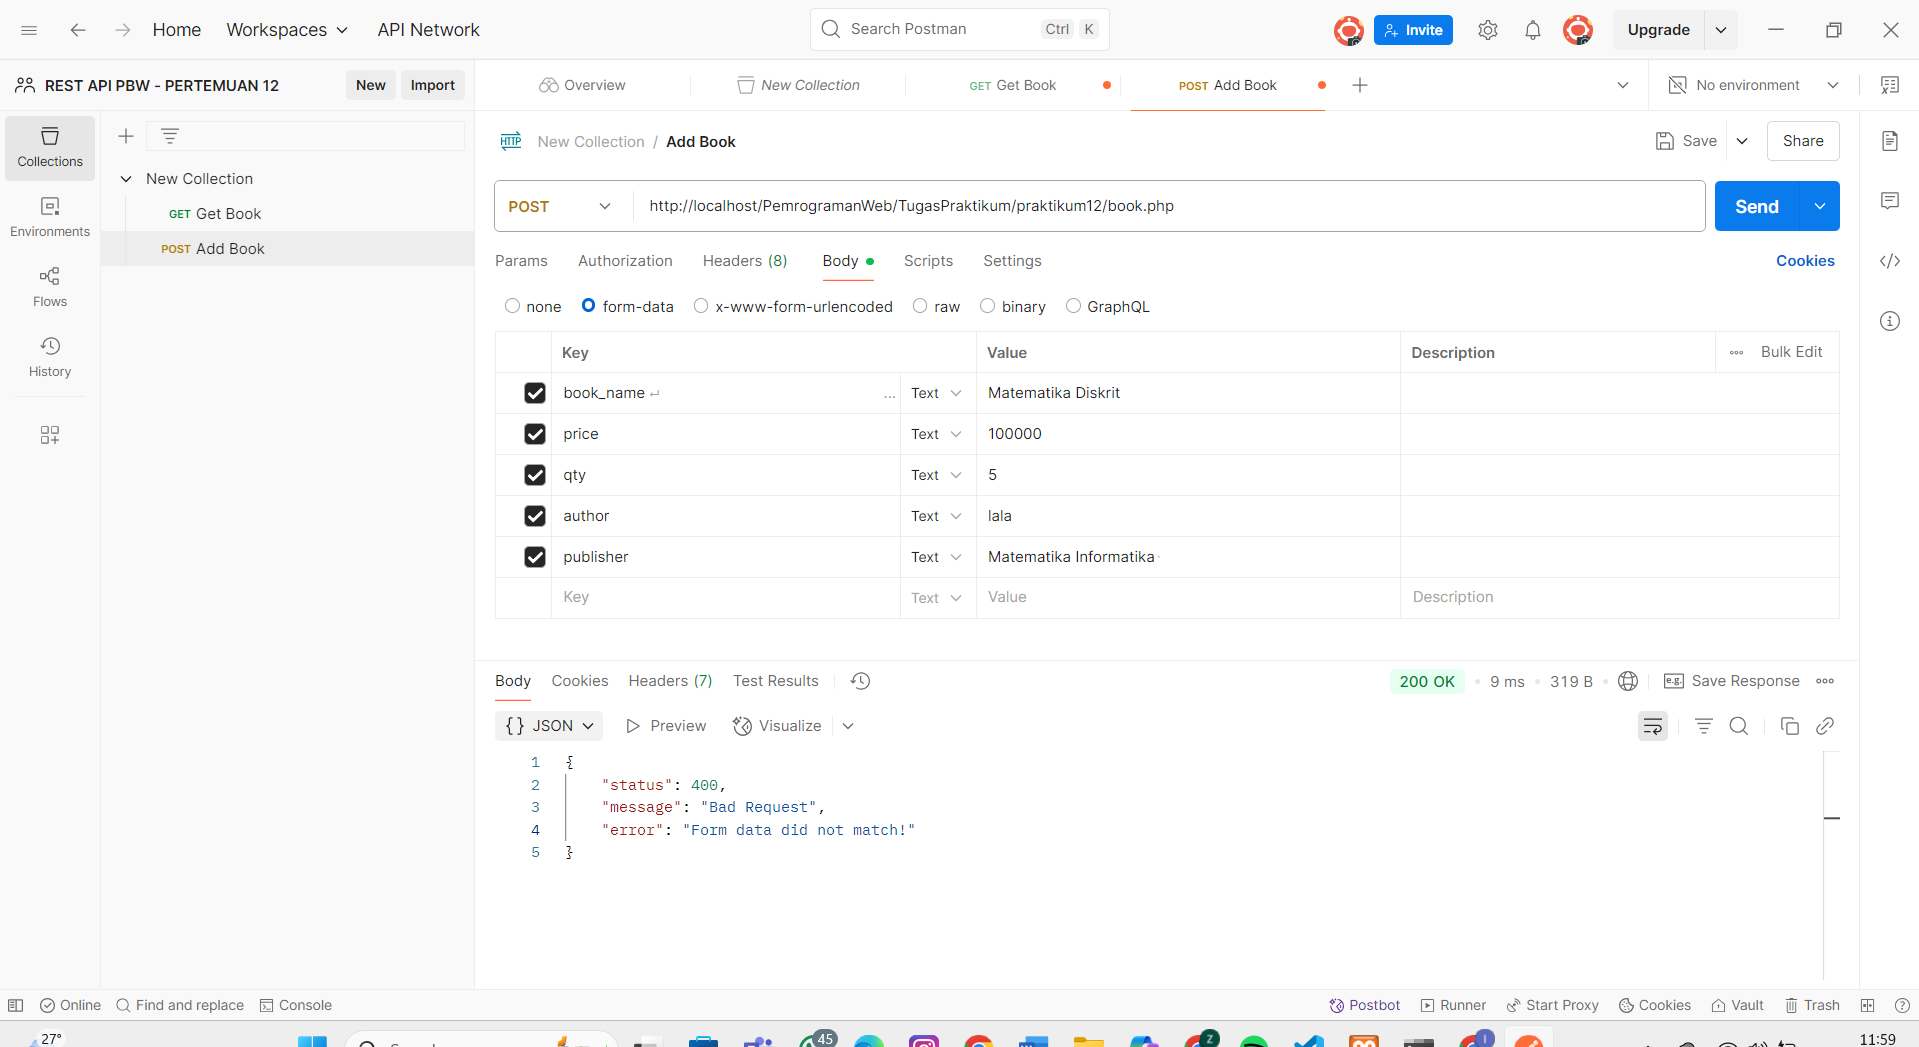 Home
Workspaces
API Network
Search Postman
Ctrl K
Invite
Upgrade
REST API PBW - PERTEMUAN 12
New
Import
Overview
New Collection
GET Get Book
POST Add Book
No environment
Collections
Environments
Flows
History
New Collection
GET Get Book
POST Add Book
HTTP
New Collection / Add Book
Save
Share
POST
http://localhost/PemrogramanWeb/TugasPraktikum/praktikum12/book.php
Send
Params
Authorization
Headers (8)
Body
Scripts
Settings
Cookies
none
form-data
x-www-form-urlencoded
raw
binary
GraphQL
Key
Value
Description
Bulk Edit
book_name ↵ ... Text Matematika Diskrit
price Text 100000
qty Text 5
author Text lala
publisher Text Matematika Informatika
Key Text Value Description
Body
Cookies
Headers (7)
Test Results
200 OK
9 ms
319 B
e.g. Save Response
{} JSON
Preview
Visualize
1 {
2 "status": 400,
3 "message": "Bad Request",
4 "error": "Form data did not match!"
5 }
Online
Find and replace
Console
Postbot
Runner
Start Proxy
Cookies
Vault
Trash
27°
45
Z
11:59